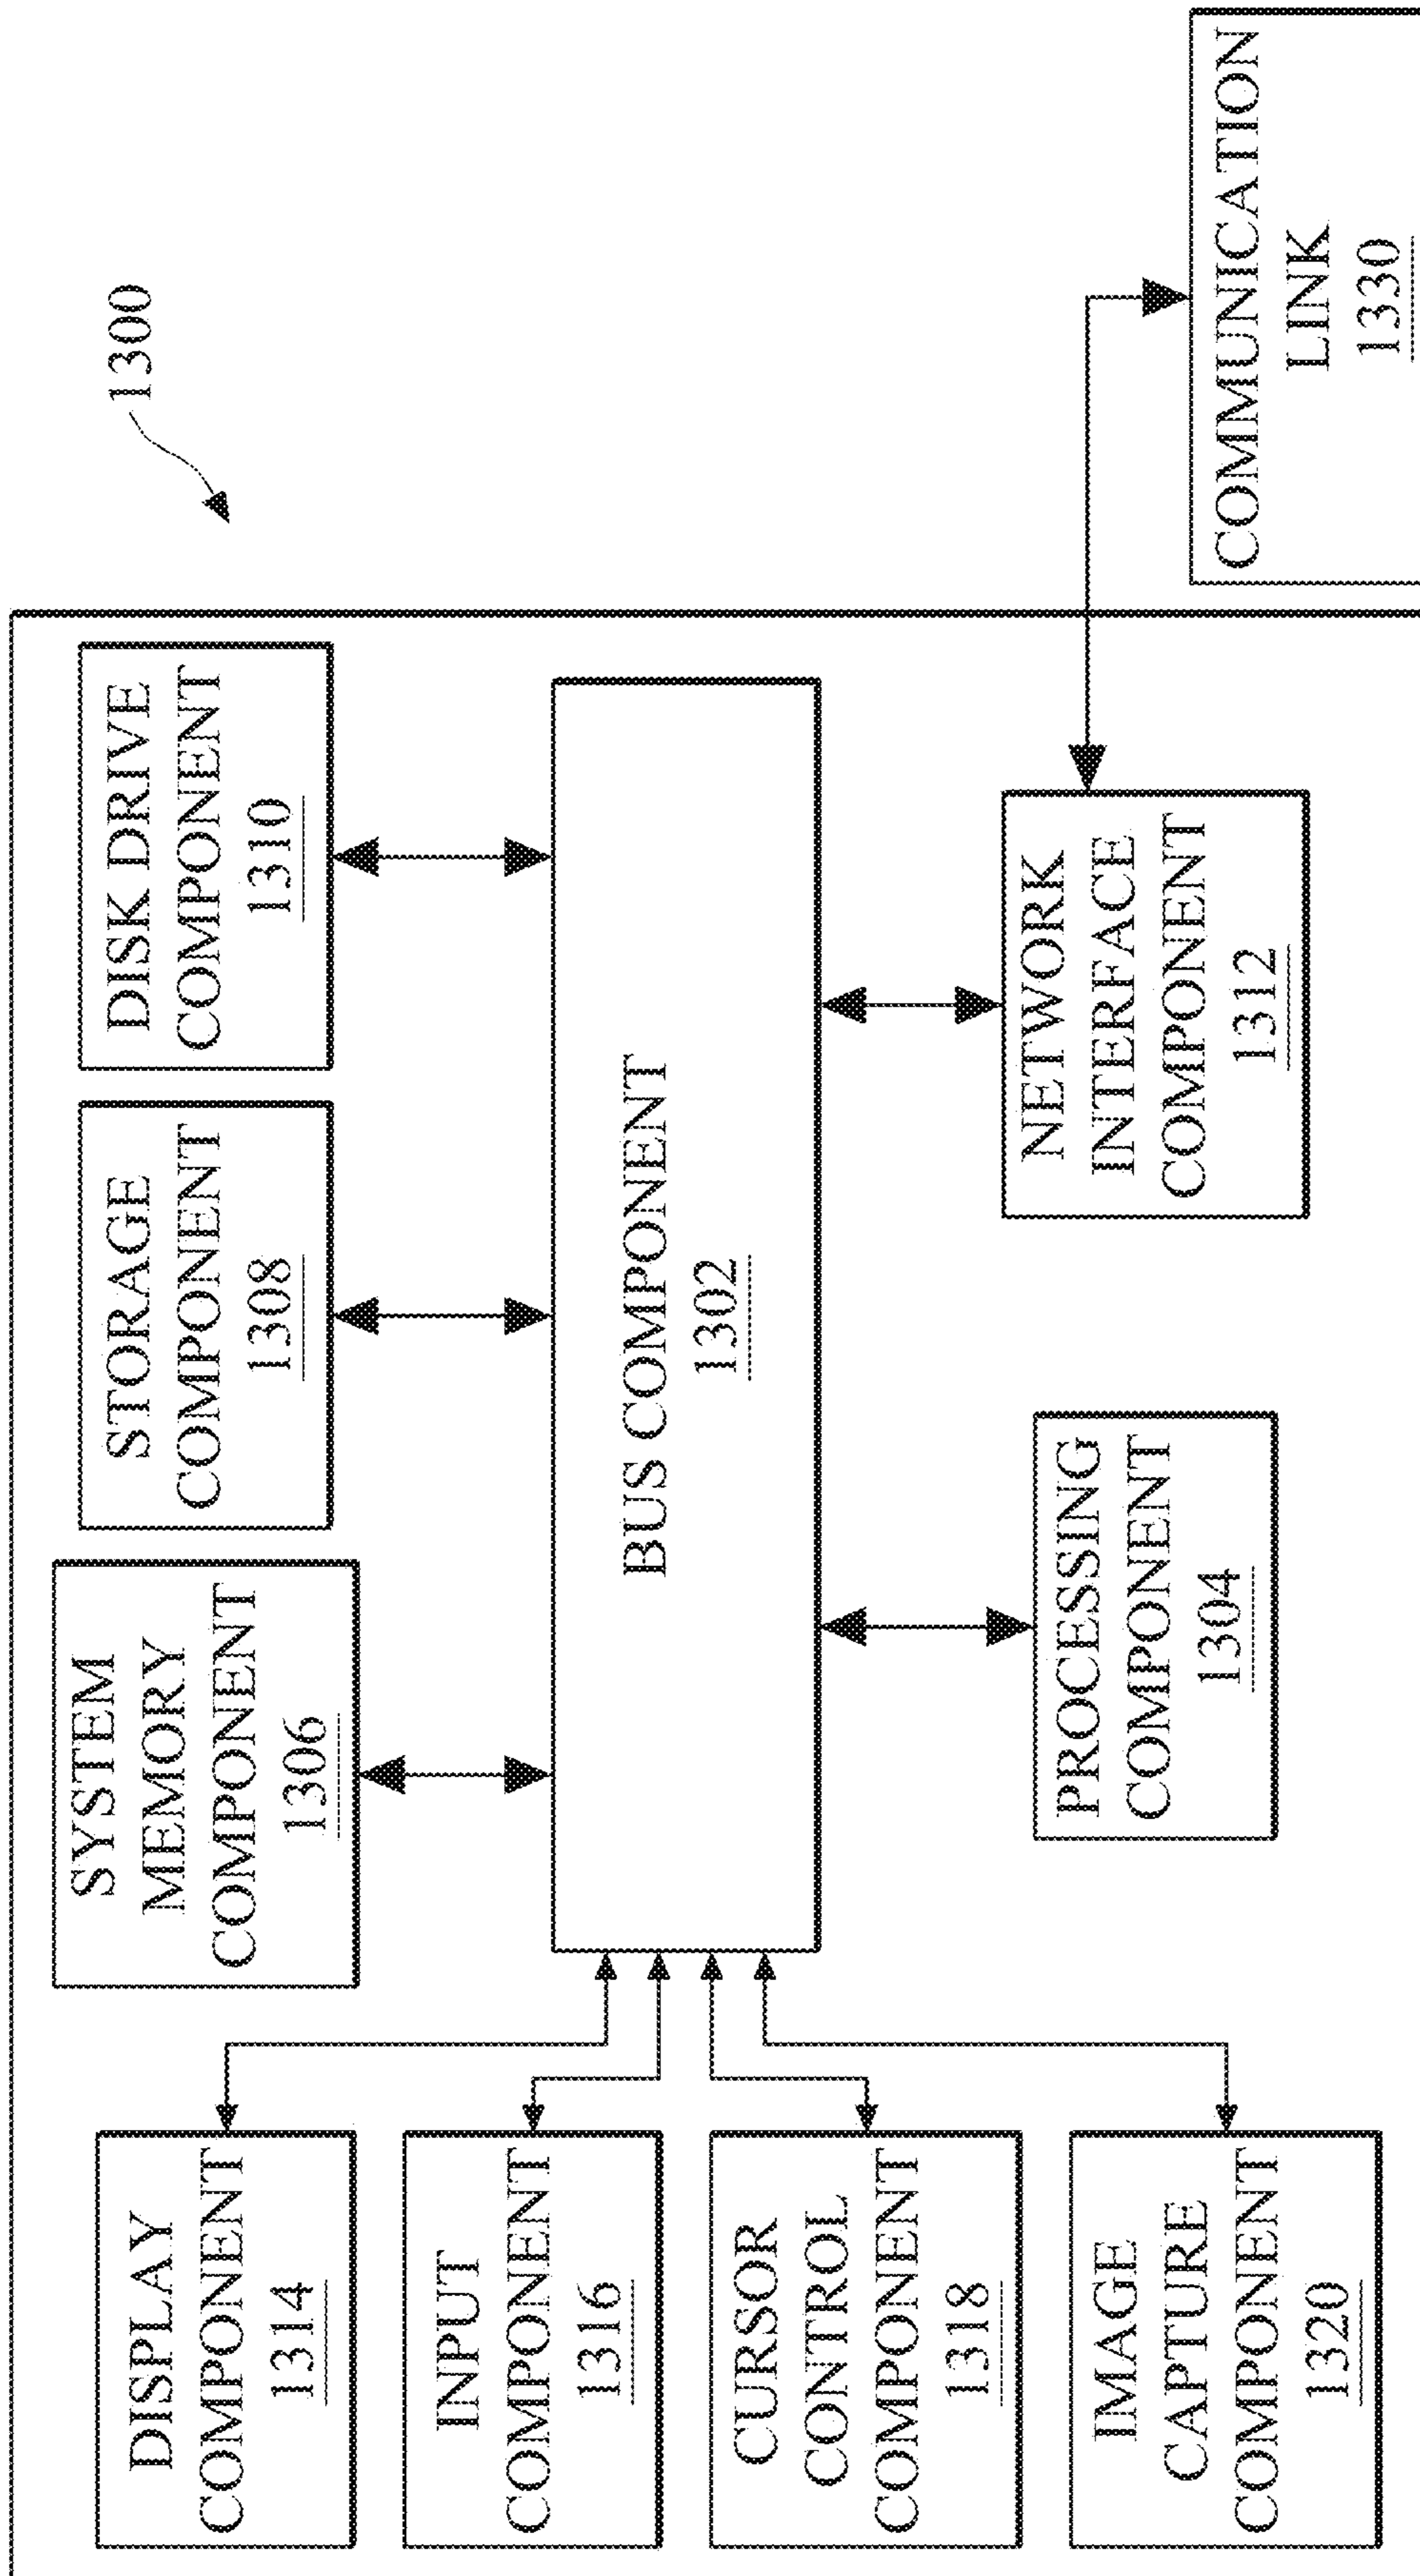 1300
DISPLAY
COMPONENT
1314
INPUT
COMPONENT
1316
CURSOR
CONTROL
COMPONENT
1318
IMAGE
CAPTURE
COMPONENT
1320
SYSTEM
MEMORY
COMPONENT
1306
STORAGE
COMPONENT
1308
DISK DRIVE
COMPONENT
1310
BUS COMPONENT
1302
PROCESSING
COMPONENT
1304
NETWORK
INTERFACE
COMPONENT
1312
COMMUNICATION
LINK
1330